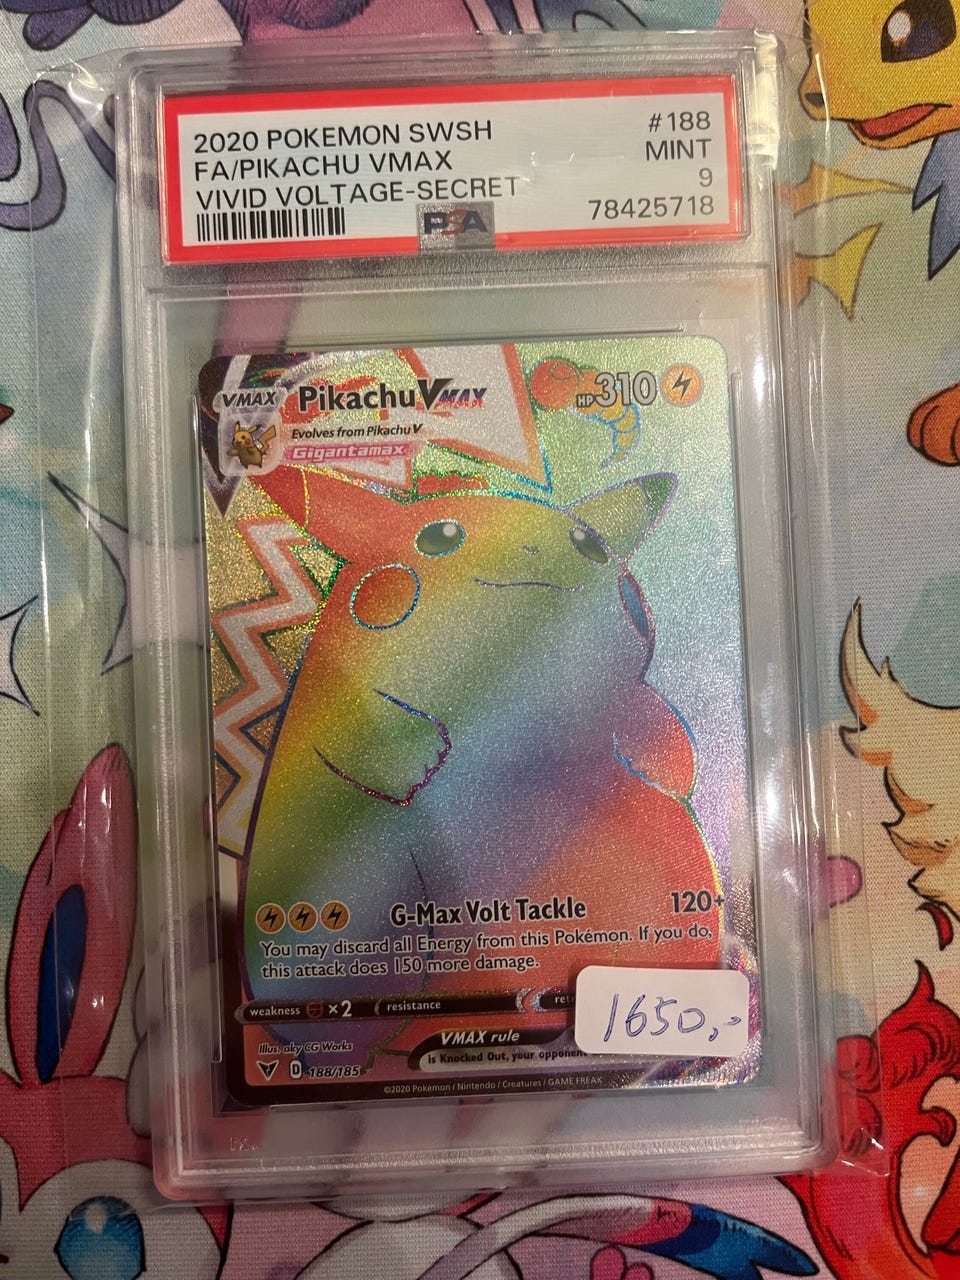 2020 POKEMON SWSH #188
FA/PIKACHU VMAX MINT
VIVID VOLTAGE-SECRET 9
PSA 78425718
VMAX Pikachu VMAX HP310
Evolves from Pikachu V
Gigantamax
G-Max Volt Tackle 120+
You may discard all Energy from this Pokémon. If you do,
this attack does 150 more damage.
weakness ×2 resistance
1650,-
VMAX rule
is Knocked Out, your
Illus. aky CG Works
D 188/185
©2020 Pokémon / Nintendo / Creatures / GAME FREAK